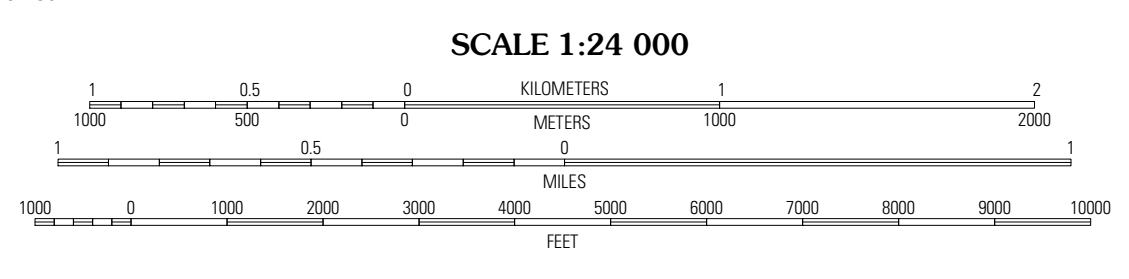 SCALE 1:24 000
1 0.5 0 KILOMETERS 1 2
1000 500 0 METERS 1000 2000
1 0.5 0 1
MILES
1000 0 1000 2000 3000 4000 5000 6000 7000 8000 9000 10000
FEET